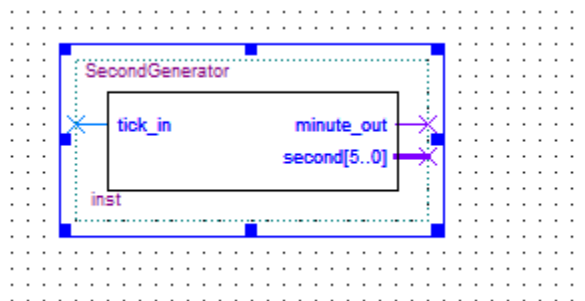 SecondGenerator
tick_in
minute_out
second[5..0]
inst